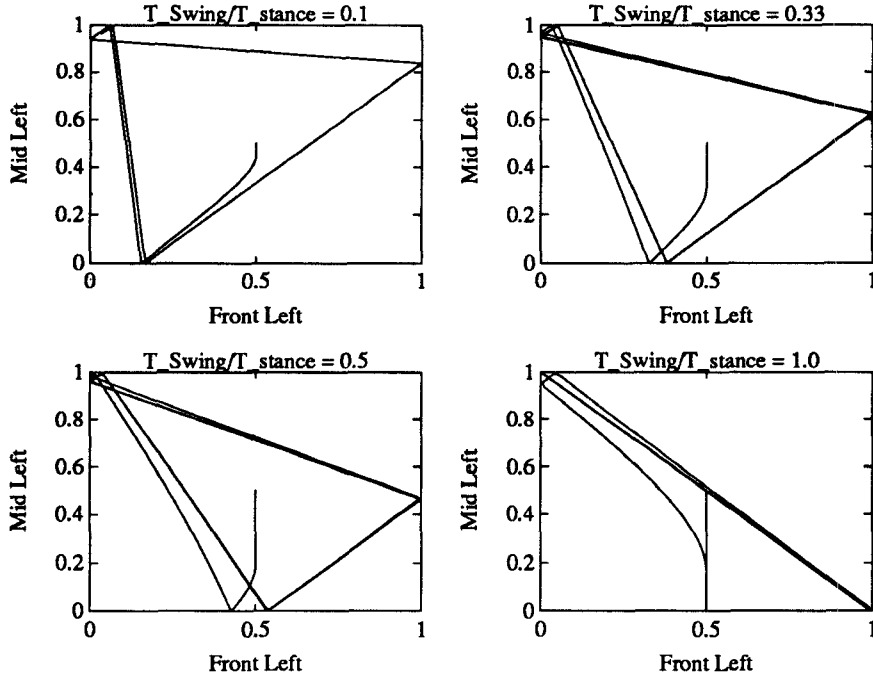 T_Swing/T_stance = 0.1
1
0.8
0.6
0.4
0.2
0
Mid Left
0 0.5 1
Front Left
T_Swing/T_stance = 0.33
1
0.8
0.6
0.4
0.2
0
Mid Left
0 0.5 1
Front Left
T_Swing/T_stance = 0.5
1
0.8
0.6
0.4
0.2
0
Mid Left
0 0.5 1
Front Left
T_Swing/T_stance = 1.0
1
0.8
0.6
0.4
0.2
0
Mid Left
0 0.5 1
Front Left